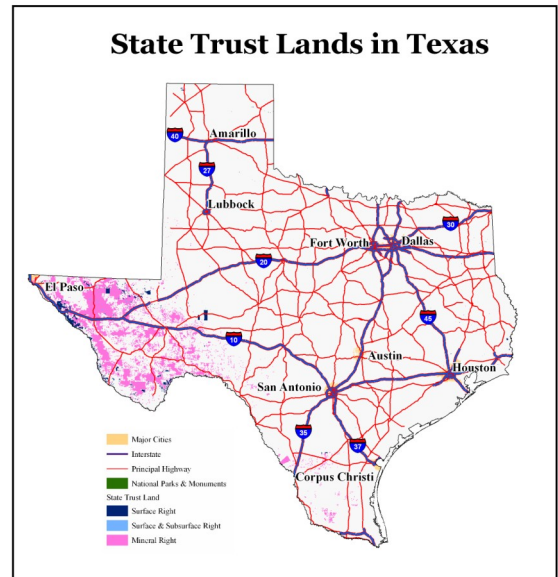 State Trust Lands in Texas
40
Amarillo
27
Lubbock
30
Fort Worth
Dallas
20
El Paso
45
10
Austin
Houston
San Antonio
35
37
Corpus Christi
Major Cities
Interstate
Principal Highway
National Parks & Monuments
State Trust Land
Surface Right
Surface & Subsurface Right
Mineral Right